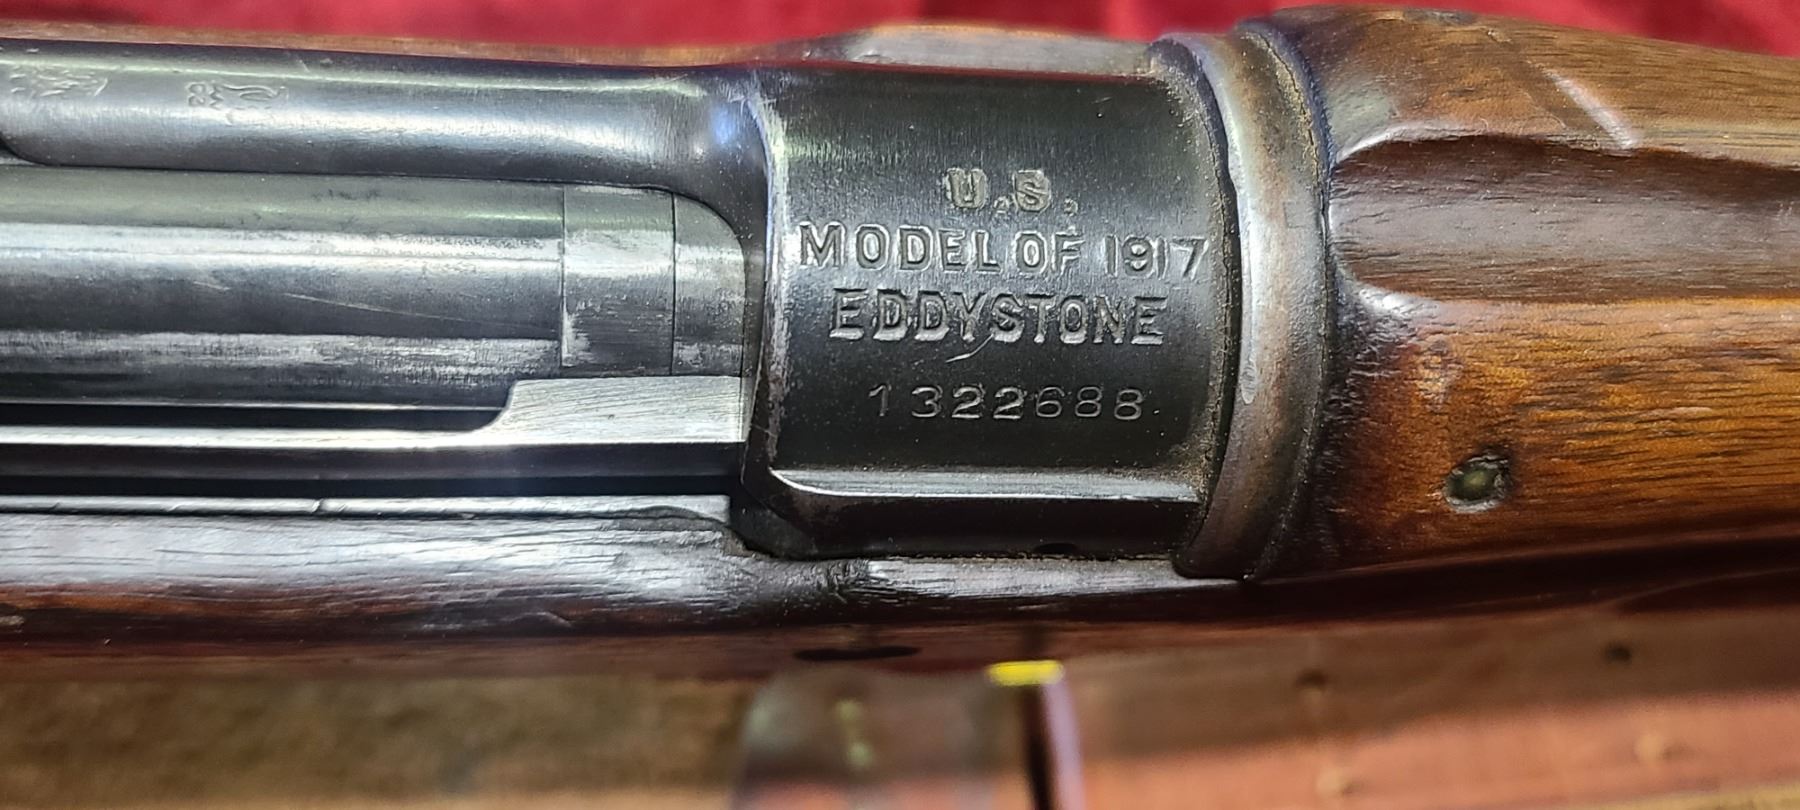 U.S.
MODEL OF 1917
EDDYSTONE
1322688